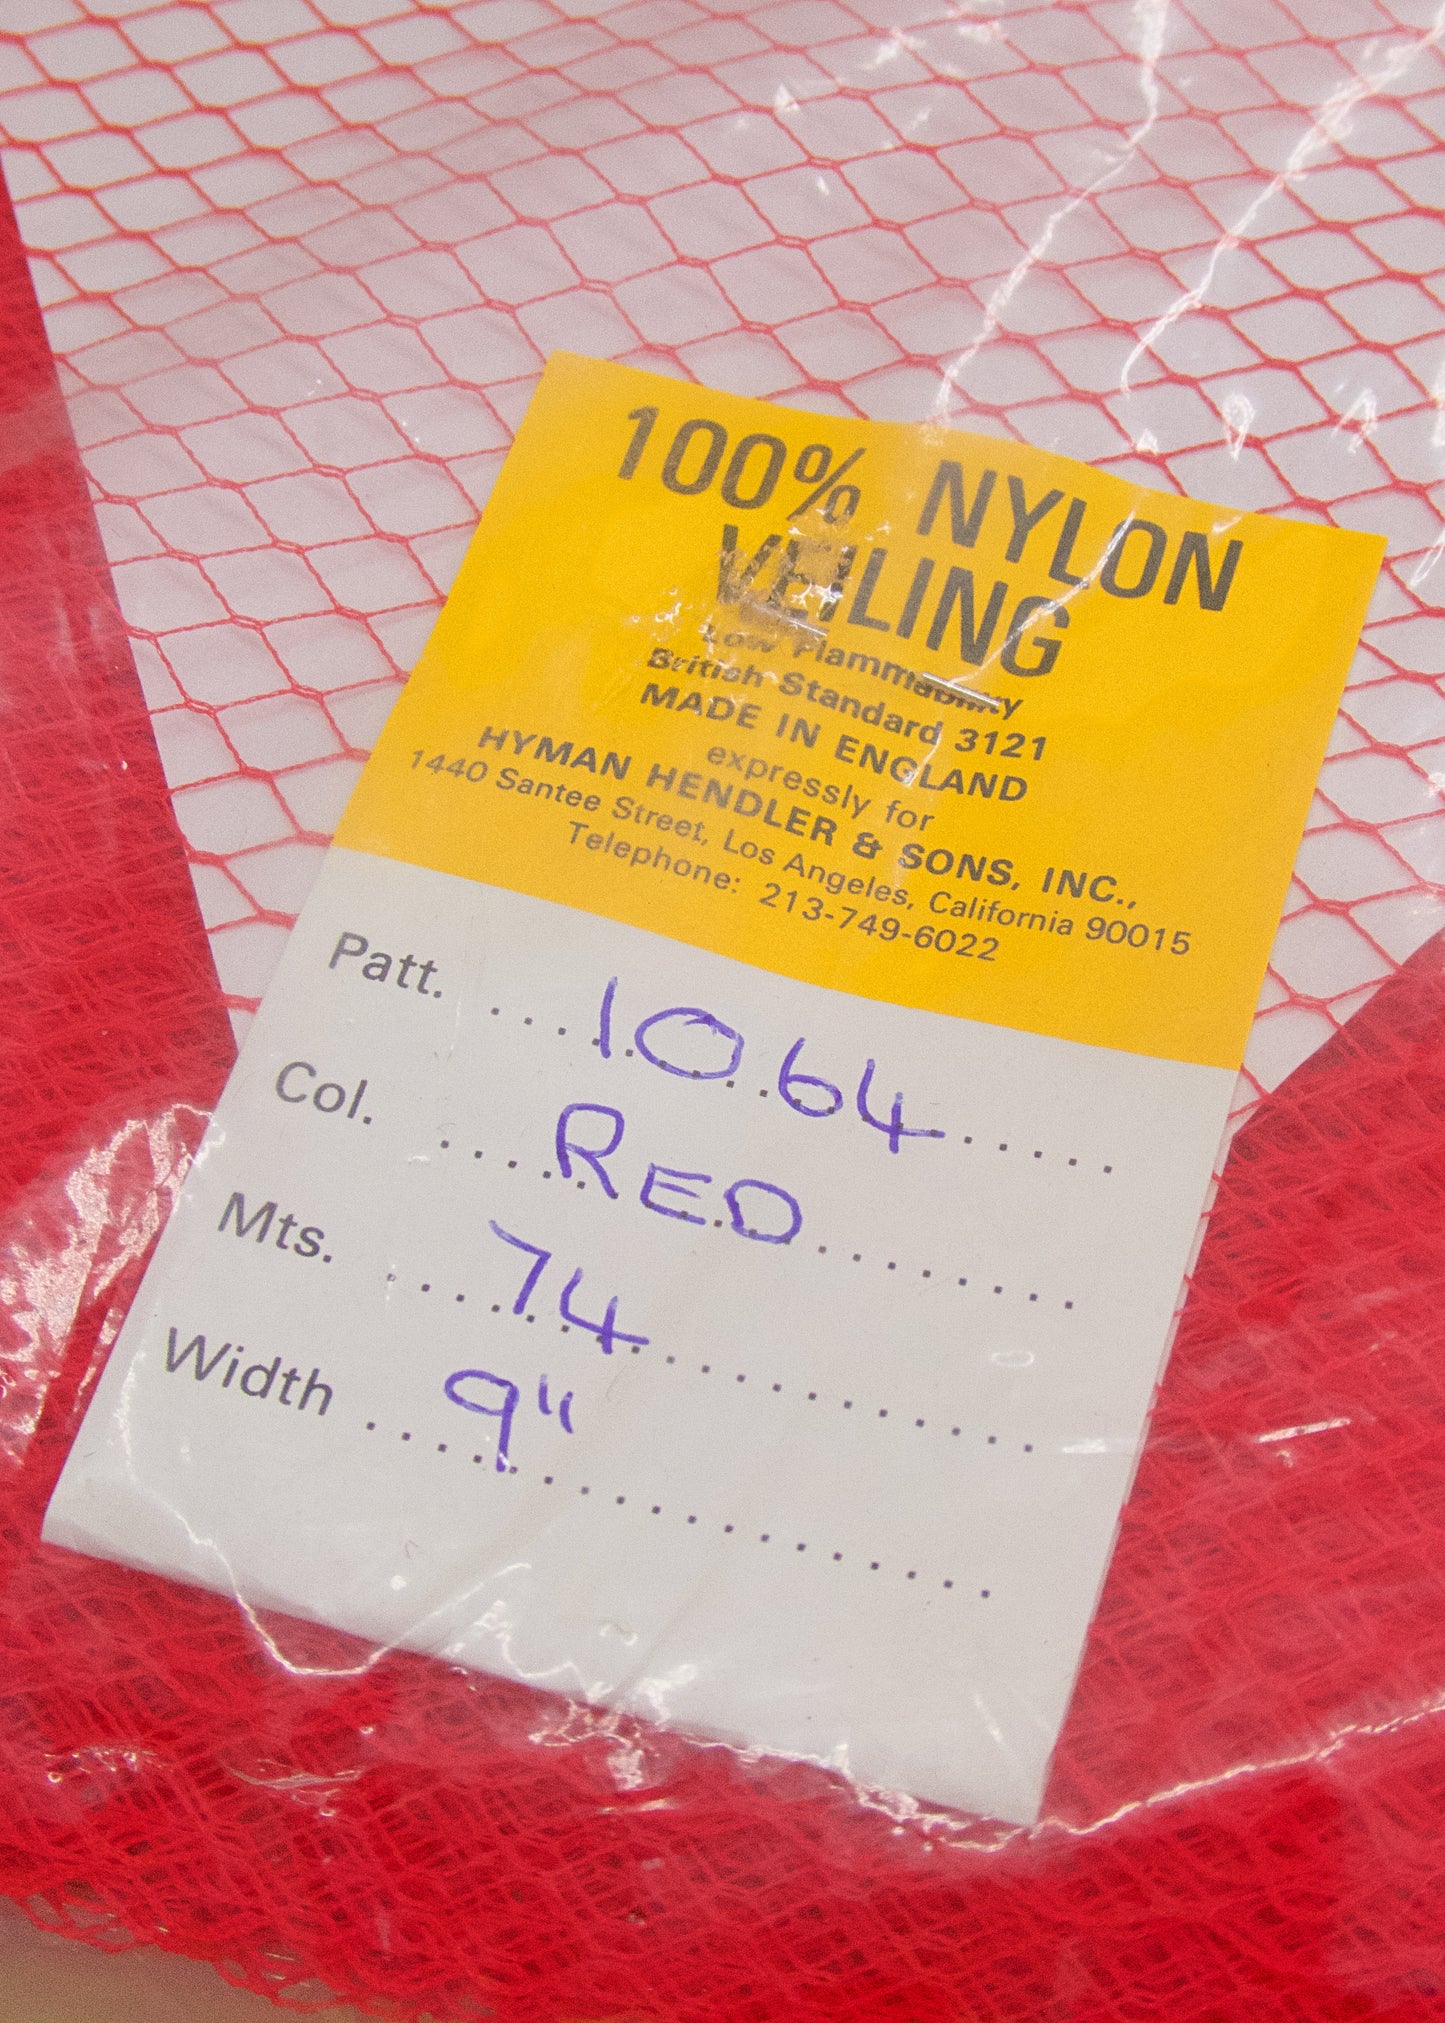 100% NYLON
VEILING
Low Flammability
British Standard 3121
MADE IN ENGLAND
expressly for
HYMAN HENDLER & SONS, INC.,
1440 Santee Street, Los Angeles, California 90015
Telephone: 213-749-6022
Patt. ....1064.....
Col. ....RED........
Mts. ....74............
Width ....9"............